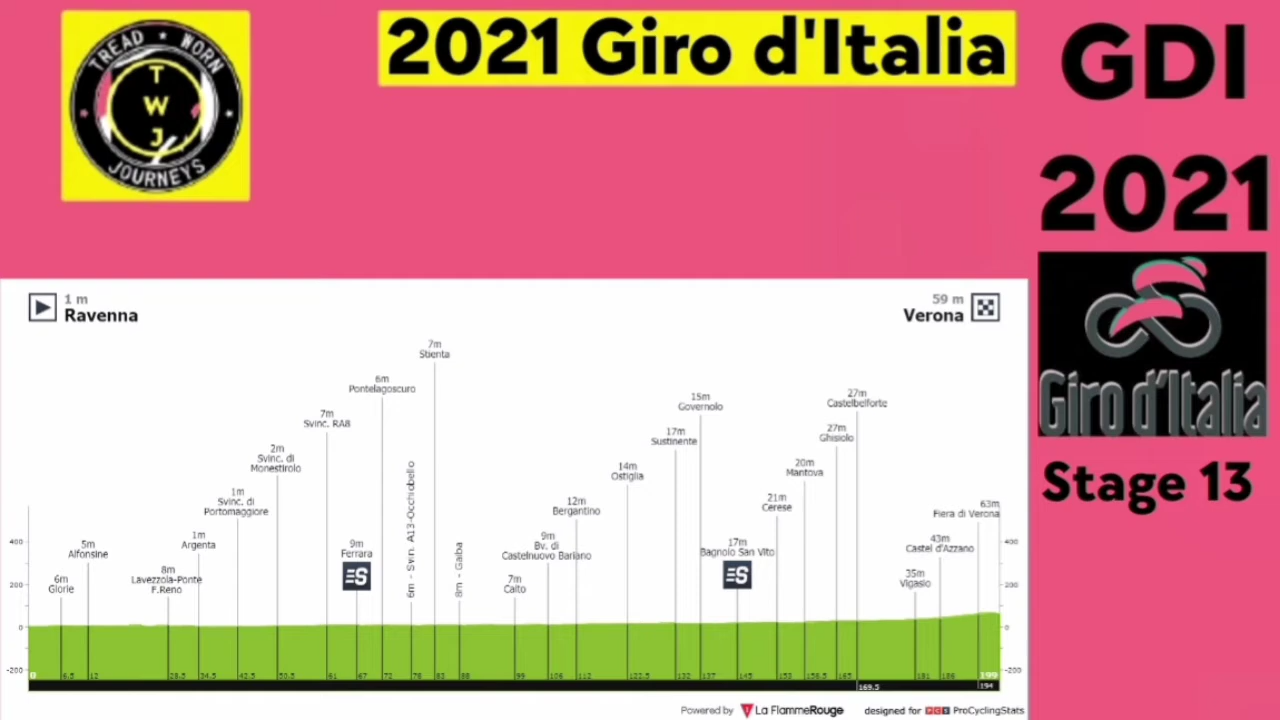 TREAD ★ WORN
T
W
J
JOURNEYS
2021 Giro d'Italia
GDI
2021
Giro d'Italia
Stage 13
1 m
Ravenna
59 m
Verona
7m
Stienta
6m
Pontelagoscuro
7m
Svinc. RA8
2m
Svinc. di
Monestirolo
1m
Svinc. di
Portomaggiore
1m
Argenta
5m
Alfonsine
8m
Lavezzola-Ponte
F.Reno
6m
Glorie
9m
Ferrara
S
6m - Svin. A13-Occhiobello
8m - Gaiba
7m
Calto
9m
Bv. di
Castelnuovo Bariano
12m
Bergantino
14m
Ostiglia
17m
Sustinente
15m
Governolo
17m
Bagnolo San Vito
S
21m
Cerese
20m
Mantova
27m
Ghisiolo
27m
Castelbelforte
35m
Vigasio
43m
Castel d'Azzano
63m
Fiera di Verona
400
200
0
-200
400
200
0
-200
0 6.5 12 28.5 34.5 42.5 50.5 61 67 72 78 83 88 99 106 112 122.5 132 137 145 153 158.5 165 181 186 199
169.5 194
Powered by La FlammeRouge designed for PCS ProCyclingStats